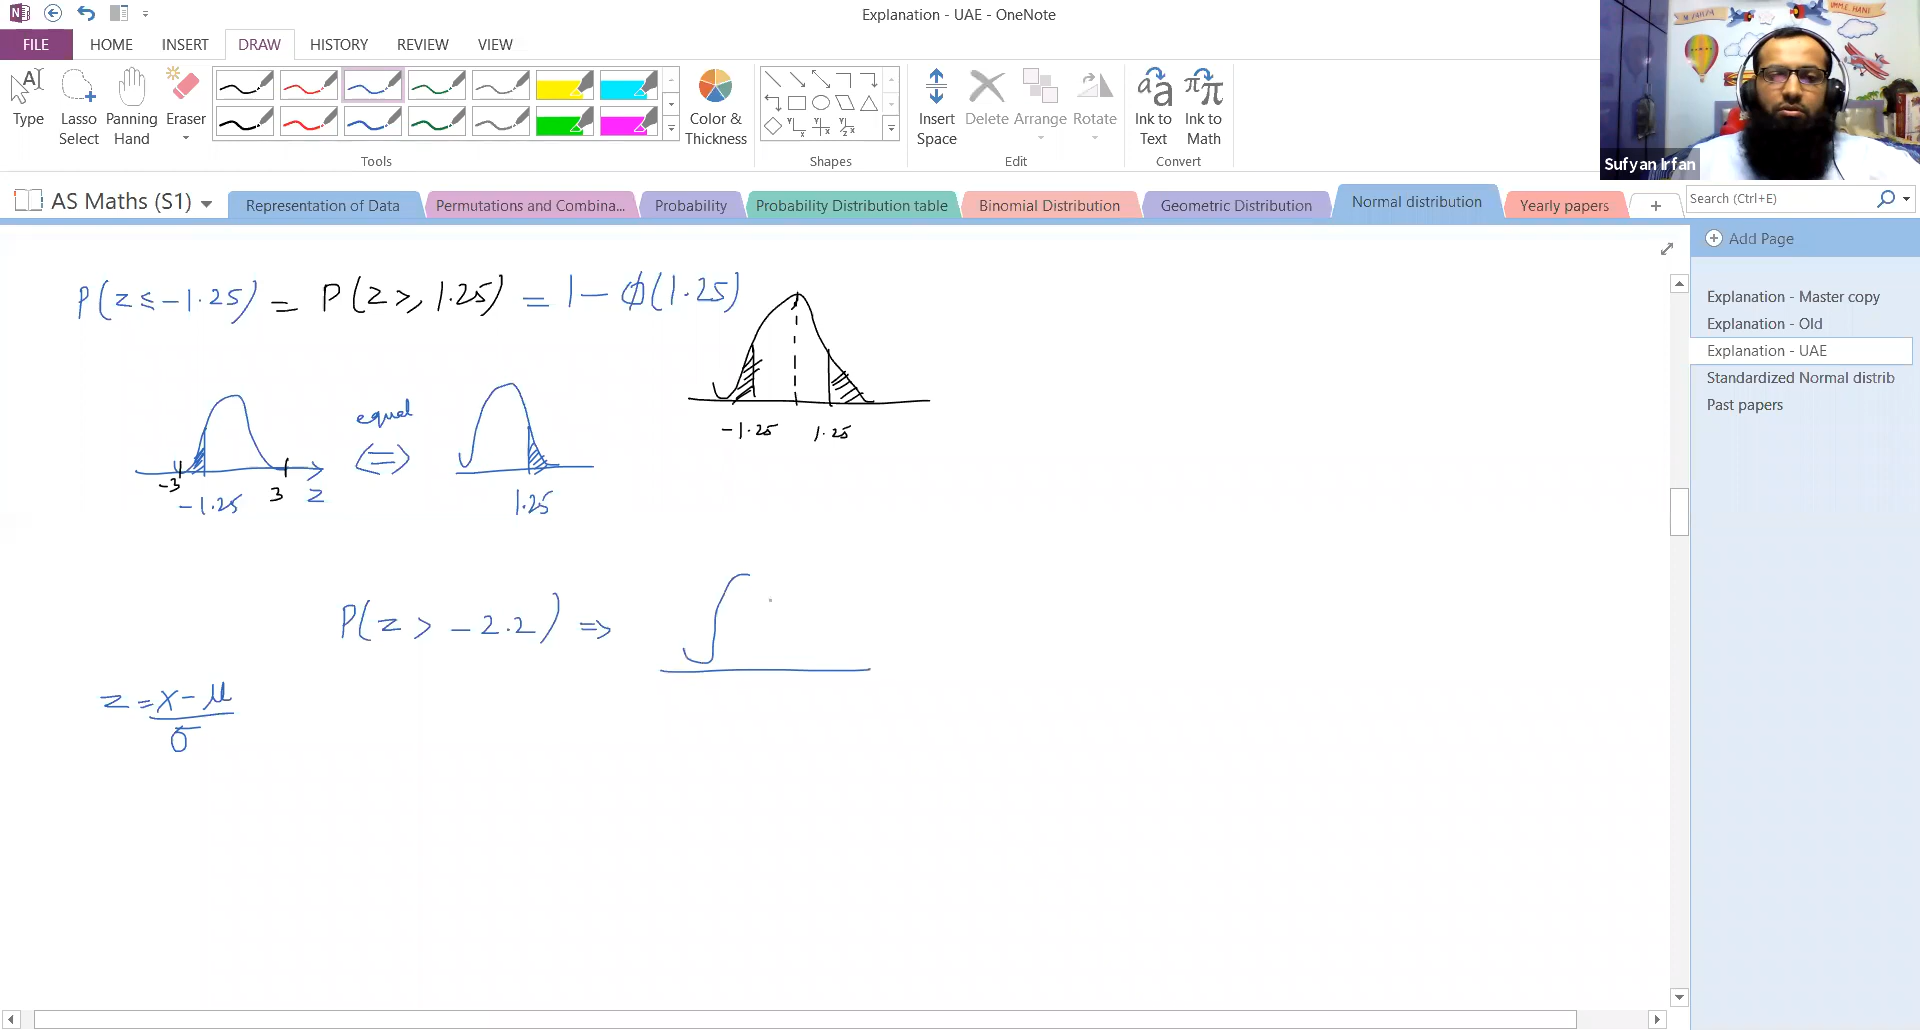 Explanation - UAE - OneNote
FILE HOME INSERT DRAW HISTORY REVIEW VIEW
Type
Lasso Select
Panning Hand
Eraser
Color & Thickness
Insert Space
Delete
Arrange
Rotate
Ink to Text
Ink to Math
Tools
Shapes
Edit
Convert
Sufyan Irfan
AS Maths (S1)
Representation of Data
Permutations and Combina...
Probability
Probability Distribution table
Binomial Distribution
Geometric Distribution
Normal distribution
Yearly papers
Search (Ctrl+E)
Add Page
Explanation - Master copy
Explanation - Old
Explanation - UAE
Standardized Normal distrib
Past papers
P(z ≤ -1.25) = P(z ≥ 1.25) = 1 - ϕ(1.25)
-1.25 1.25
equal
⇔
-3 -1.25 3 z
1.25
P(z > -2.2) ⇒
z = x - μ
σ